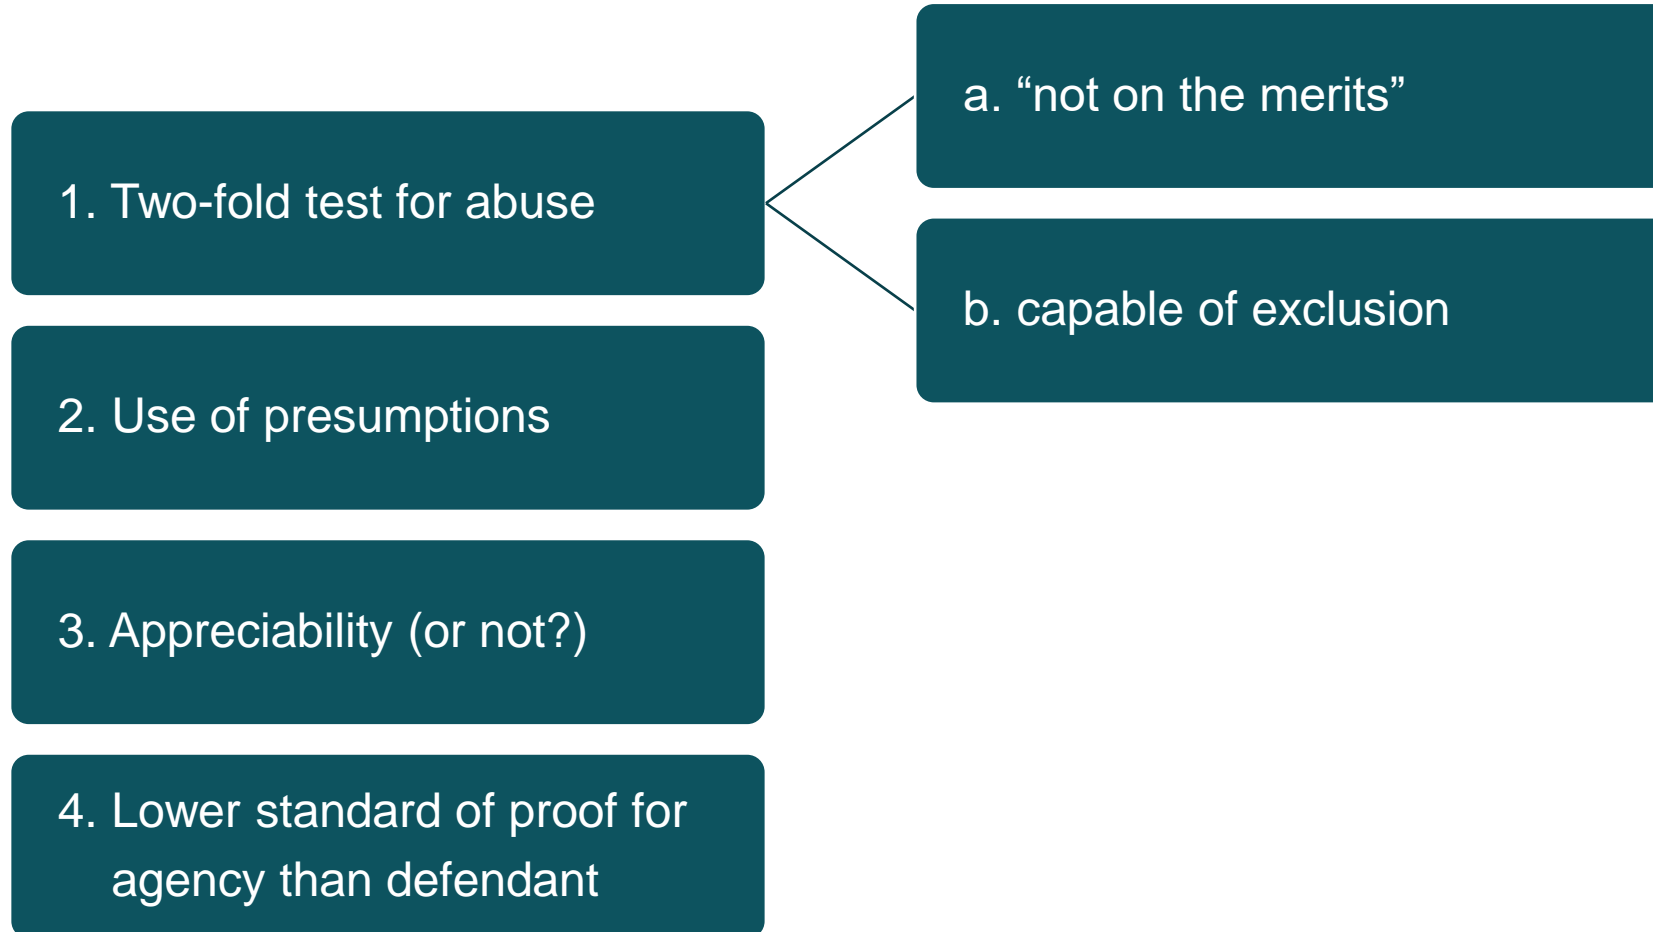 1. Two-fold test for abuse
a. “not on the merits”
b. capable of exclusion
2. Use of presumptions
3. Appreciability (or not?)
4. Lower standard of proof for
agency than defendant